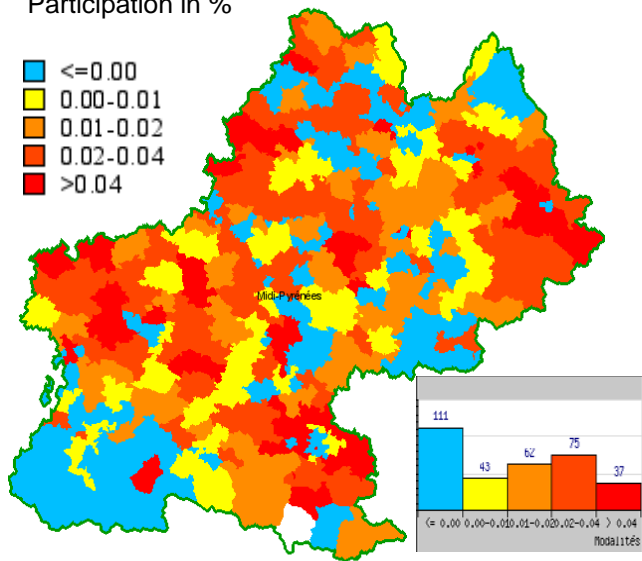 Participation in %
<=0.00
0.00-0.01
0.01-0.02
0.02-0.04
>0.04
Midi-Pyrénées
111
43
62
75
37
<= 0.00 0.00-0.01 0.01-0.02 0.02-0.04 > 0.04
Modalités